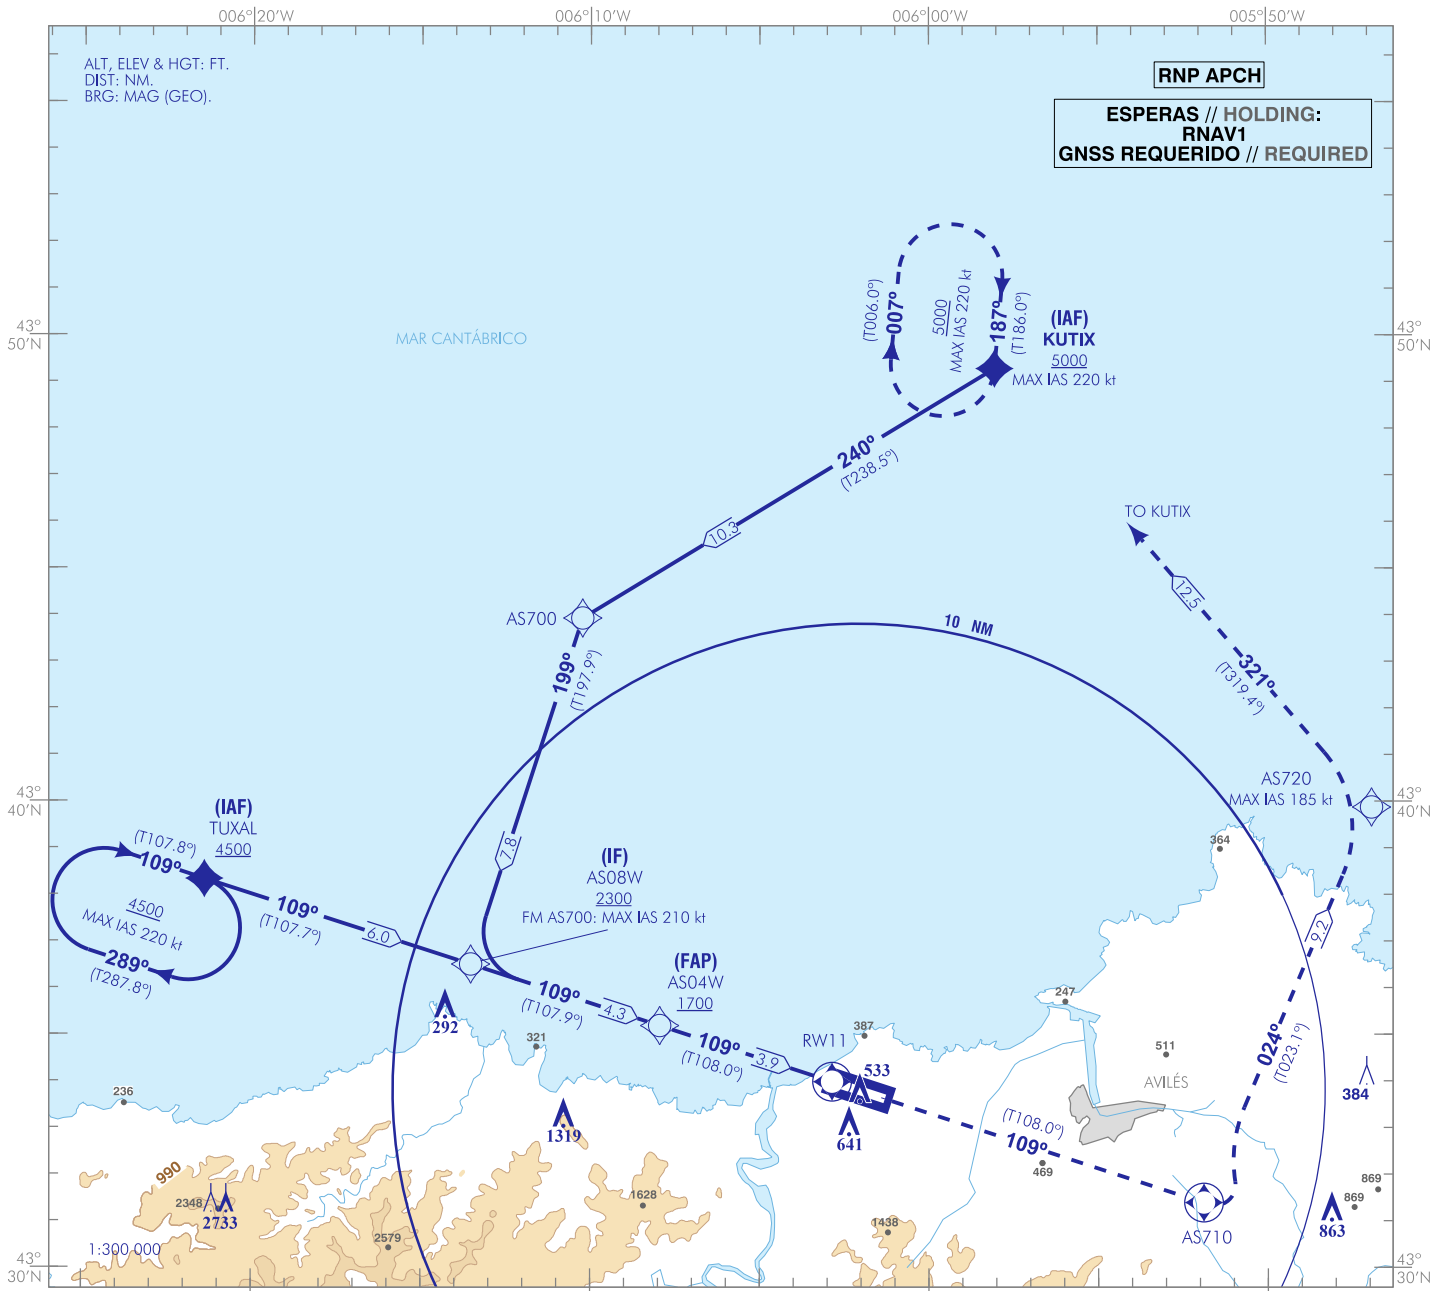 006°20'W
006°10'W
006°00'W
005°50'W
ALT, ELEV & HGT: FT.
DIST: NM.
BRG: MAG (GEO).
RNP APCH
ESPERAS // HOLDING:
RNAV1
GNSS REQUERIDO // REQUIRED
MAR CANTÁBRICO
(T006.0°)
007°
5000
MAX IAS 220 kt
187°
(T186.0°)
(IAF)
KUTIX
5000
MAX IAS 220 kt
43°
50'N
43°
50'N
240°
(T238.5°)
10.3
TO KUTIX
12.5
321°
(T319.4°)
AS700
10 NM
199°
(T197.9°)
7.8
AS720
MAX IAS 185 kt
43°
40'N
43°
40'N
(IAF)
TUXAL
4500
(T107.8°)
109°
4500
MAX IAS 220 kt
289°
(T287.8°)
109°
(T107.7°)
6.0
(IF)
AS08W
2300
FM AS700: MAX IAS 210 kt
364
9.2
(FAP)
AS04W
1700
109°
(T107.9°)
4.3
292
321
109°
(T108.0°)
3.9
RW11
387
533
247
511
AVILÉS
024°
(T023.1°)
384
236
1319
641
(T108.0°)
109°
469
990
2348
2733
1628
2579
1438
AS710
869
869
863
1:300 000
43°
30'N
43°
30'N